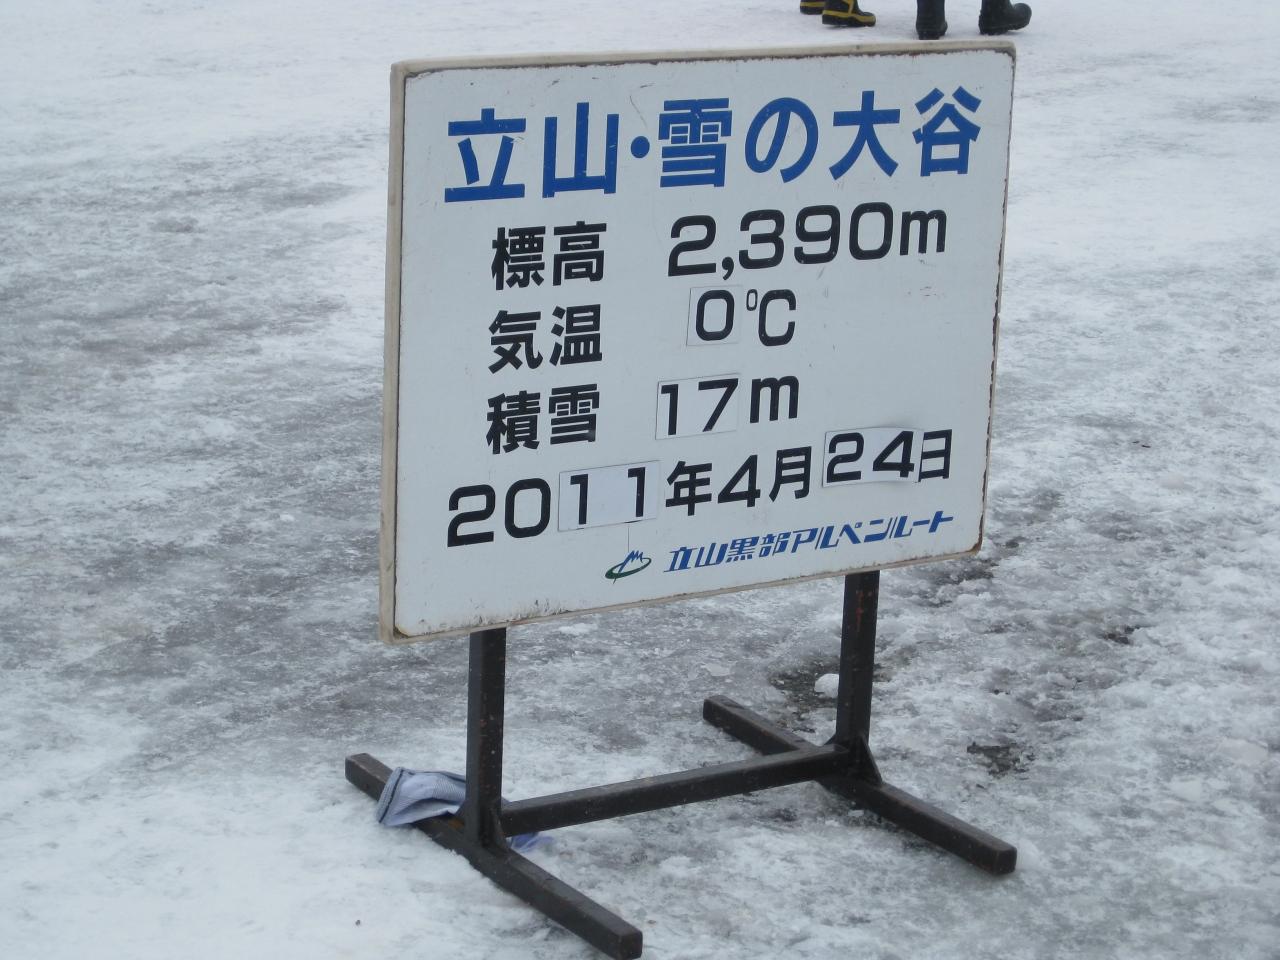 立山・雪の大谷
標高 2,390m
気温 0℃
積雪 17m
2011年4月24日
立山黒部アルペンルート